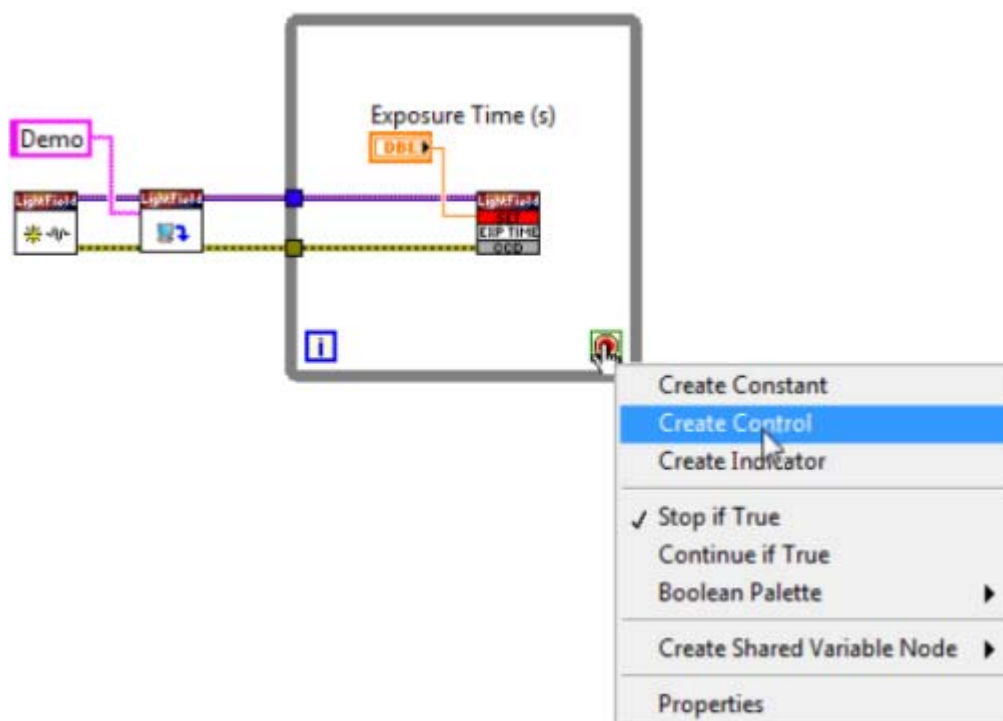 Exposure Time (s)
DBL
Demo
LightField
LightField
LightField
SET
EXP TIME
CCD
i
Create Constant
Create Control
Create Indicator
✓ Stop if True
Continue if True
Boolean Palette
Create Shared Variable Node
Properties